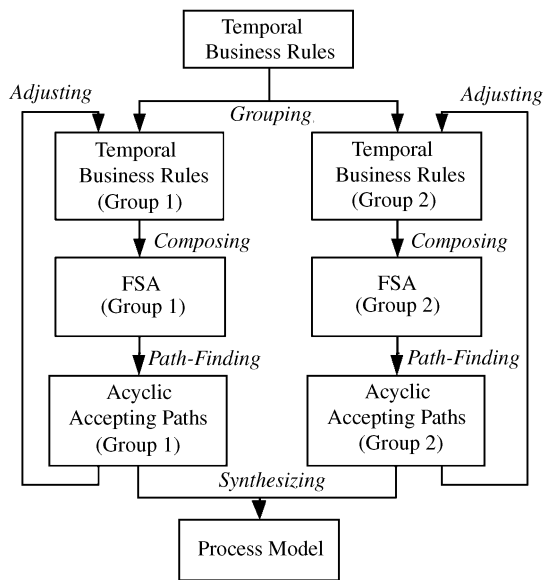 Temporal
Business Rules
Adjusting
Grouping
Adjusting
Temporal
Business Rules
(Group 1)
Temporal
Business Rules
(Group 2)
Composing
Composing
FSA
(Group 1)
FSA
(Group 2)
Path-Finding
Path-Finding
Acyclic
Accepting Paths
(Group 1)
Acyclic
Accepting Paths
(Group 2)
Synthesizing
Process Model